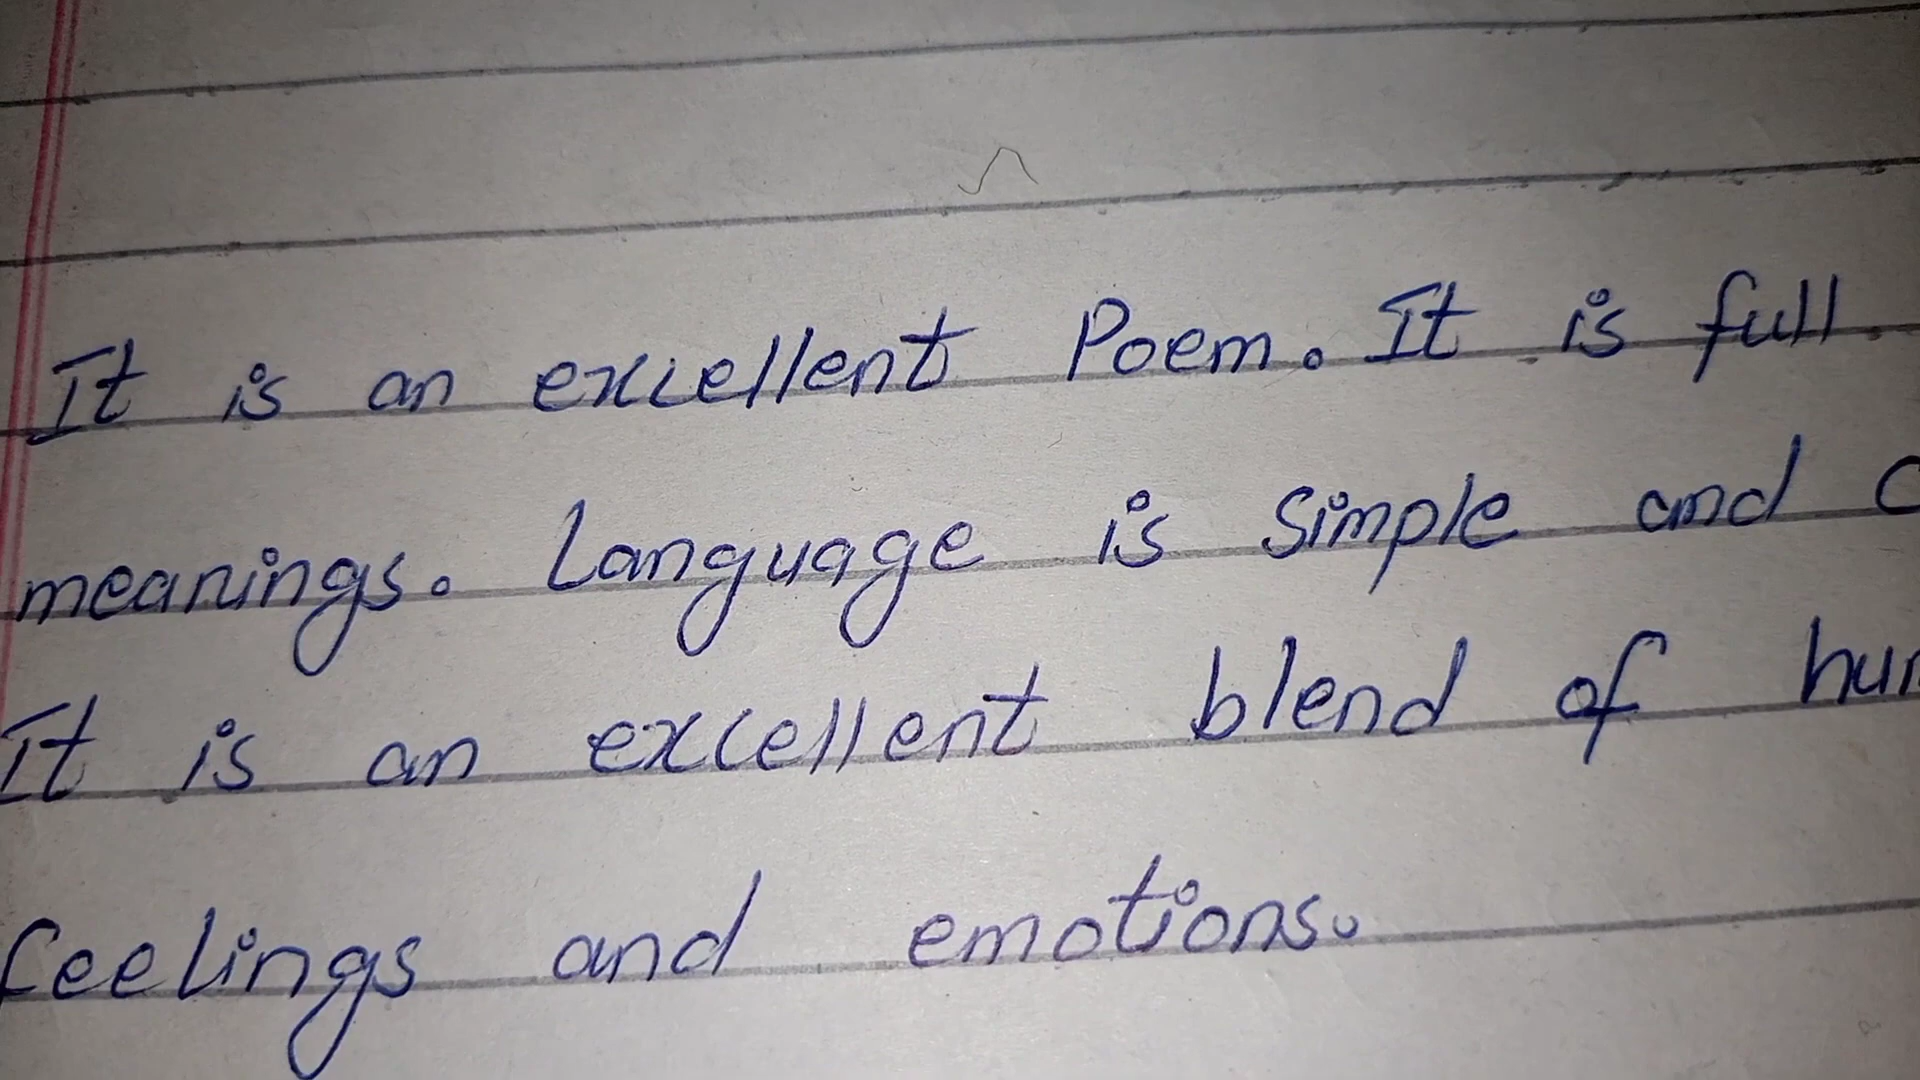 It is an excellent Poem. It is full
meanings. Language is simple and
It is an excellent blend of
feelings and emotions.